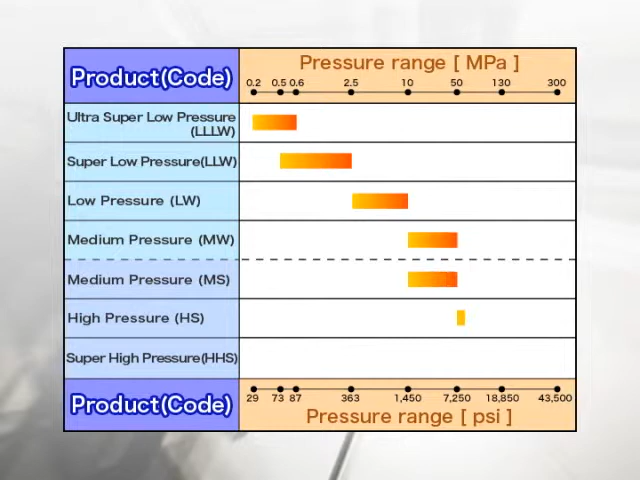 Product(Code)
Pressure range [ MPa ]
0.2 0.5 0.6 2.5 10 50 130 300
Ultra Super Low Pressure
(LLLW)
Super Low Pressure(LLW)
Low Pressure (LW)
Medium Pressure (MW)
Medium Pressure (MS)
High Pressure (HS)
Super High Pressure(HHS)
Product(Code)
29 73 87 363 1,450 7,250 18,850 43,500
Pressure range [ psi ]